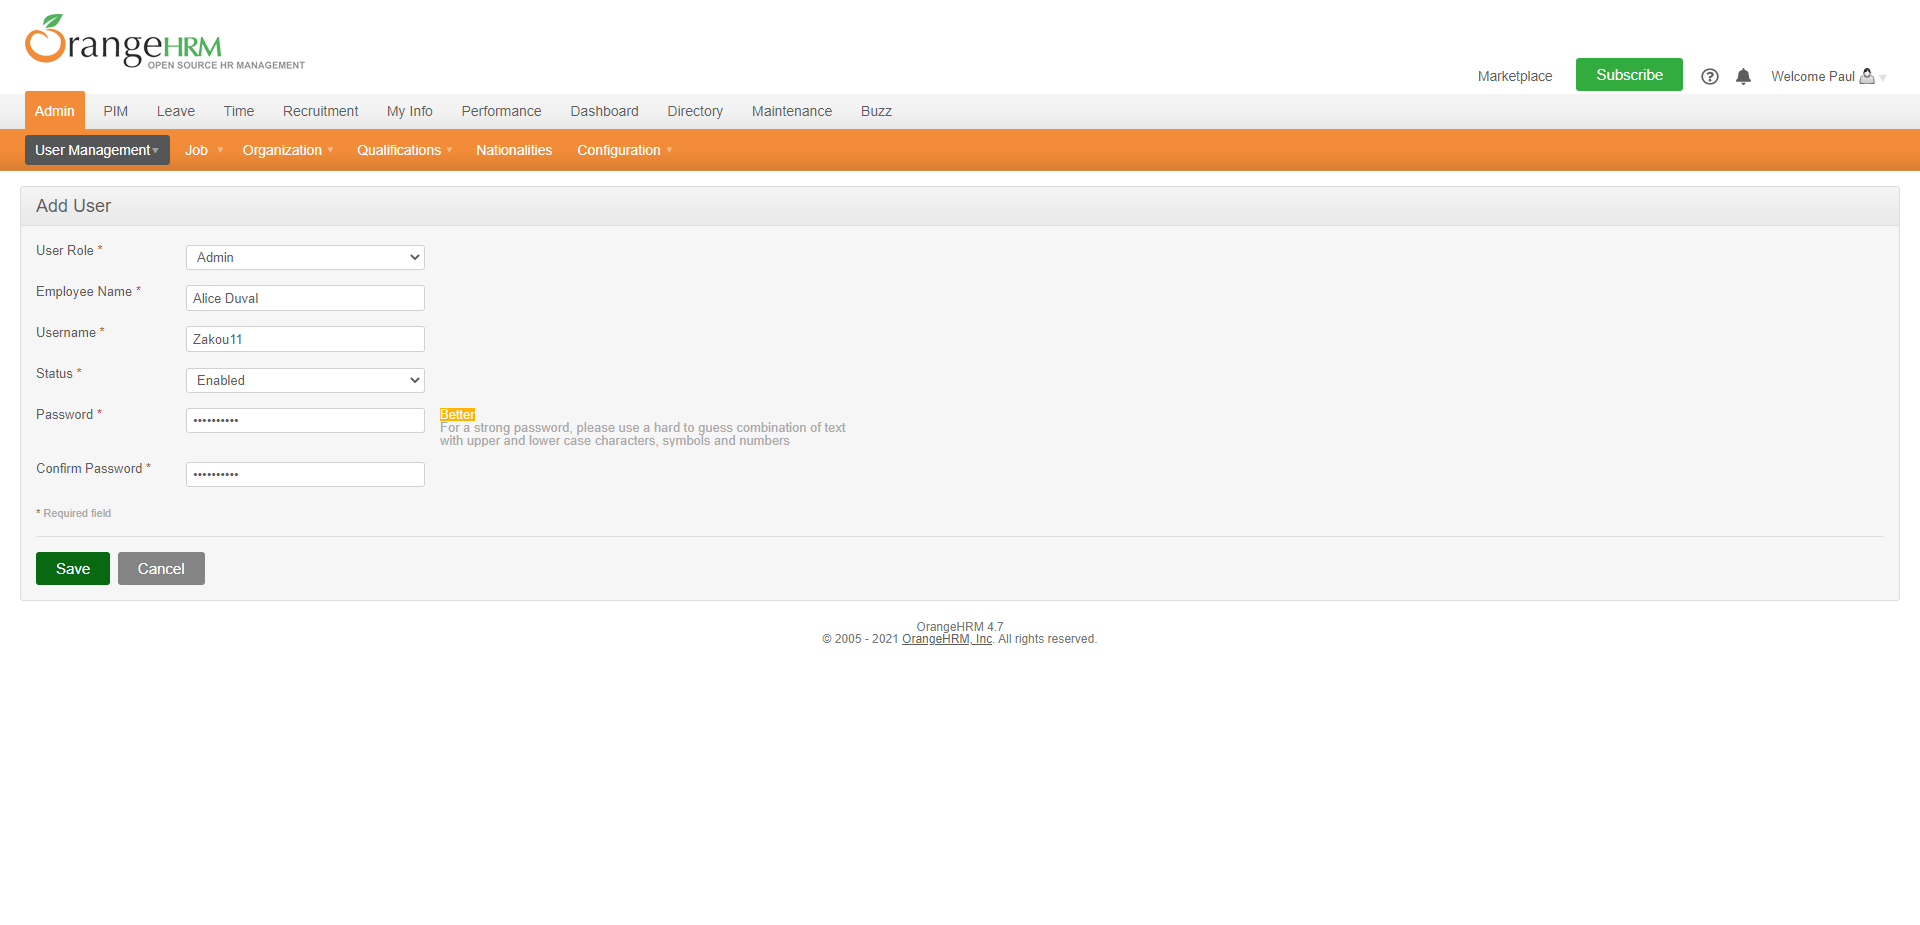 OrangeHRM
OPEN SOURCE HR MANAGEMENT
Marketplace Subscribe Welcome Paul
Admin PIM Leave Time Recruitment My Info Performance Dashboard Directory Maintenance Buzz
User Management Job Organization Qualifications Nationalities Configuration
Add User
User Role * Admin
Employee Name * Alice Duval
Username * Zakou11
Status * Enabled
Password * •••••••••• Better
For a strong password, please use a hard to guess combination of text
with upper and lower case characters, symbols and numbers
Confirm Password * ••••••••••
* Required field
Save Cancel
OrangeHRM 4.7
© 2005 - 2021 OrangeHRM, Inc. All rights reserved.